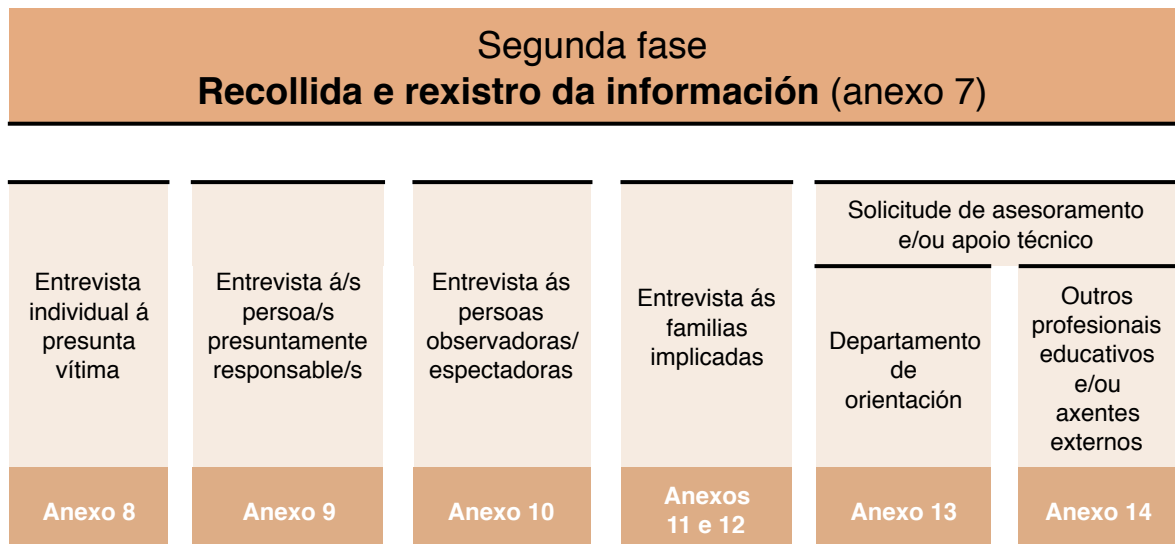 Segunda fase
Recollida e rexistro da información (anexo 7)
Entrevista
individual á
presunta
vítima
Anexo 8
Entrevista á/s
persoa/s
presuntamente
responsable/s
Anexo 9
Entrevista ás
persoas
observadoras/
espectadoras
Anexo 10
Entrevista ás
familias
implicadas
Anexos
11 e 12
Solicitude de asesoramento
e/ou apoio técnico
Departamento
de
orientación
Anexo 13
Outros
profesionais
educativos
e/ou
axentes
externos
Anexo 14